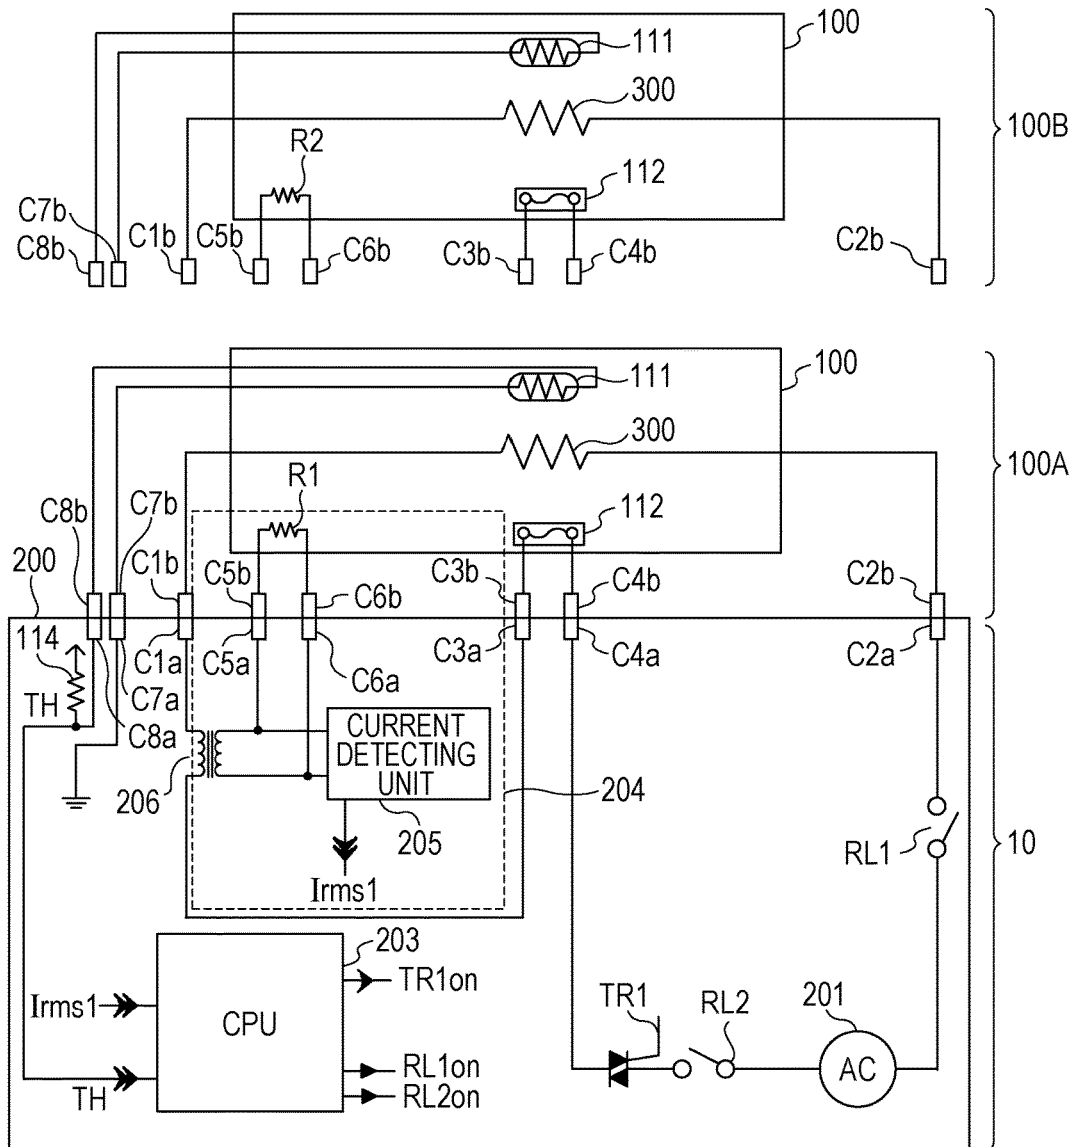 100
111
300
100B
R2
112
C7b
C8b
C1b
C5b
C6b
C3b
C4b
C2b
111
100
300
100A
R1
112
C8b
C7b
200
C1b
C5b
C6b
C3b
C4b
C2b
114
C1a
C5a
C6a
C3a
C4a
C2a
TH
C7a
C8a
CURRENT
DETECTING
UNIT
206
204
205
RL1
10
Irms1
203
TR1on
Irms1
CPU
TR1
RL2
201
AC
RL1on
RL2on
TH